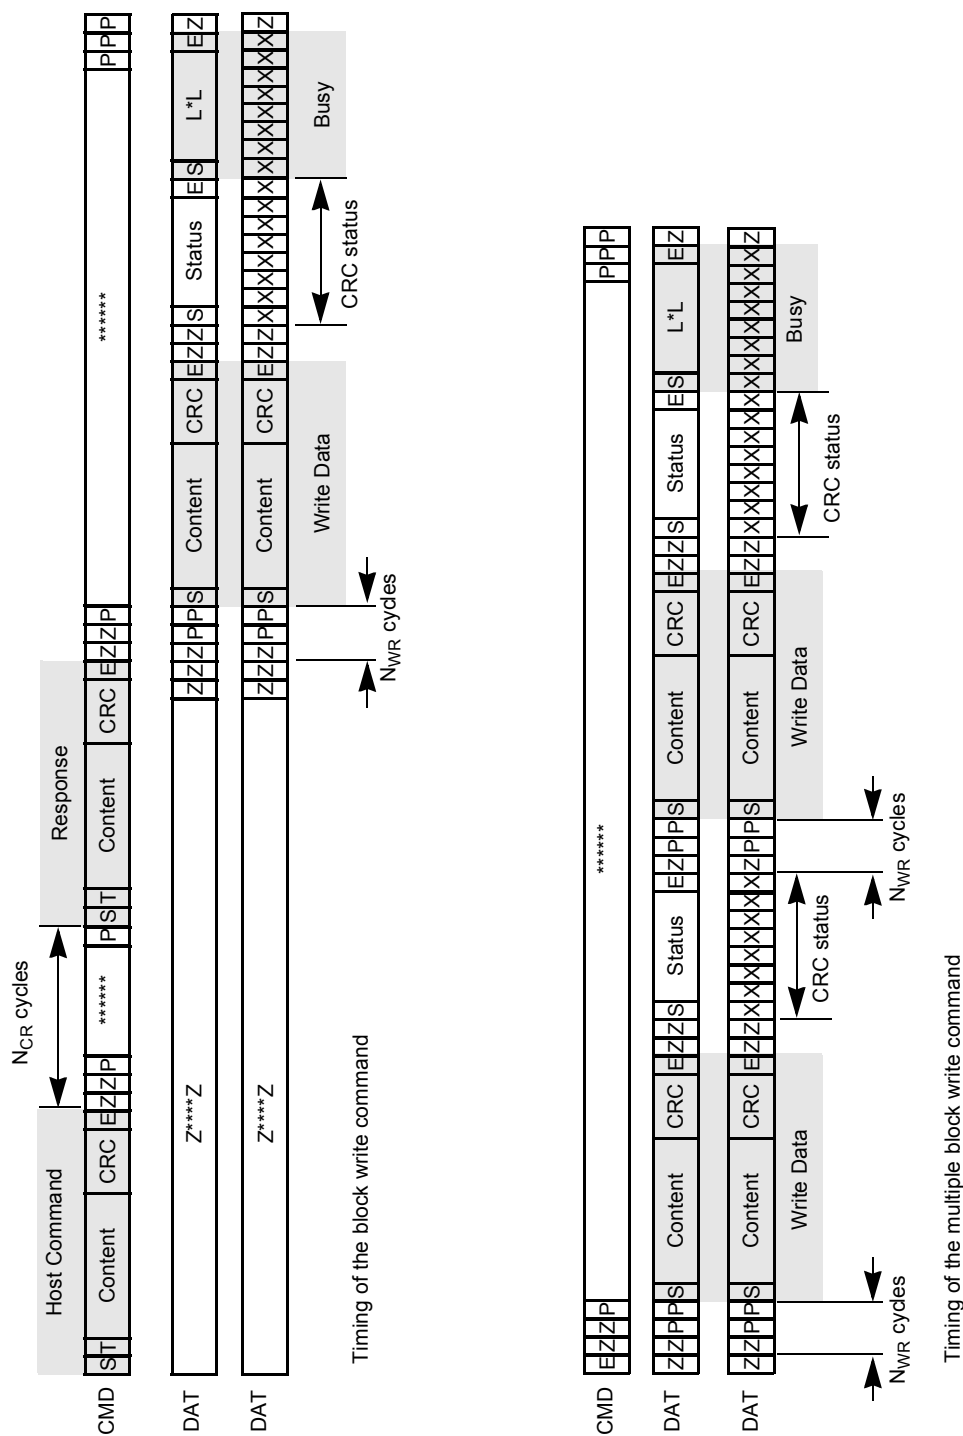 Host Command NCR cycles Response
CMD S T Content CRC E Z Z P ****** P S T Content CRC E Z Z P ****** P P P
DAT Z****Z Z Z Z P P S Content CRC E Z Z S Status E S L*L E Z
DAT Z****Z Z Z Z P P S Content CRC E Z Z X X X X X X X X X X X X X X X X Z
Write Data Busy
CRC status
NWR cycles
Timing of the block write command
CMD E Z Z P ****** P P P
DAT Z Z P P S Content CRC E Z Z S Status E Z P P S Content CRC E Z Z S Status E S L*L E Z
DAT Z Z P P S Content CRC E Z Z X X X X X X X X Z P P S Content CRC E Z Z X X X X X X X X X X X X X X X X Z
Write Data Write Data Busy
CRC status CRC status
NWR cycles NWR cycles
Timing of the multiple block write command